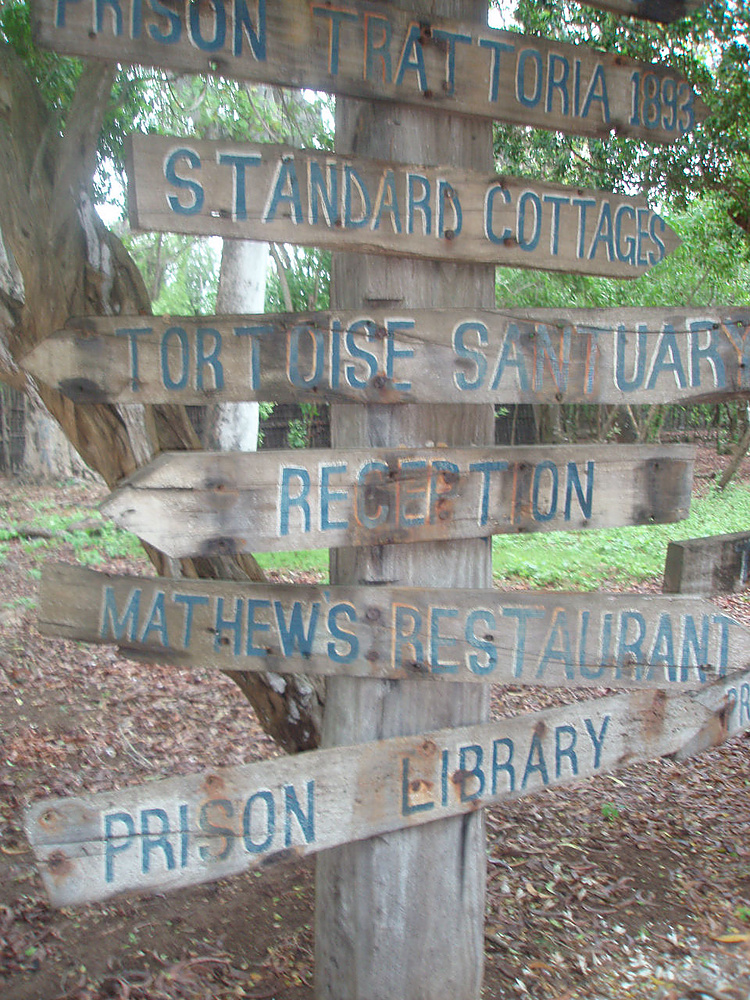 PRISON TRATTORIA 1893
STANDARD COTTAGES
TORTOISE SANTUARY
RECEPTION
MATHEW'S RESTAURANT
PRISON LIBRARY